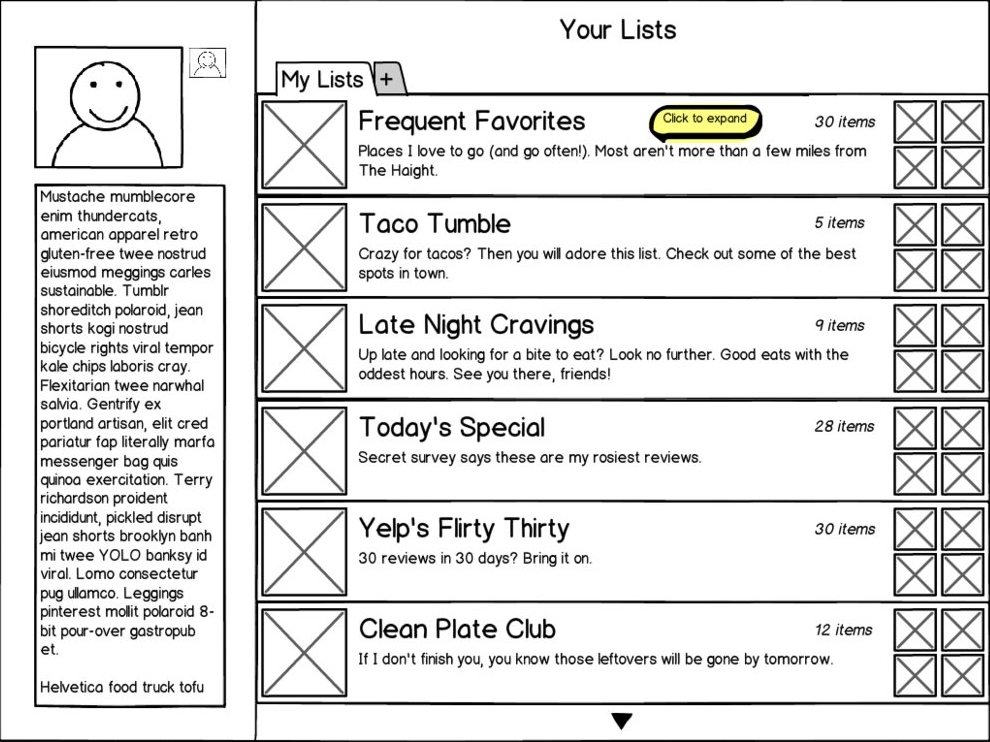 Your Lists
My Lists
+
Mustache mumblecore
enim thundercats,
american apparel retro
gluten-free twee nostrud
eiusmod meggings carles
sustainable. Tumblr
shoreditch polaroid, jean
shorts kogi nostrud
bicycle rights viral tempor
kale chips laboris cray.
Flexitarian twee narwhal
salvia. Gentrify ex
portland artisan, elit cred
pariatur fap literally marfa
messenger bag quis
quinoa exercitation. Terry
richardson proident
incididunt, pickled disrupt
jean shorts brooklyn banh
mi twee YOLO banksy id
viral. Lomo consectetur
pug ullamco. Leggings
pinterest mollit polaroid 8-
bit pour-over gastropub
et.
Helvetica food truck tofu
Frequent Favorites
Click to expand
30 items
Places I love to go (and go often!). Most aren't more than a few miles from
The Haight.
Taco Tumble
5 items
Crazy for tacos? Then you will adore this list. Check out some of the best
spots in town.
Late Night Cravings
9 items
Up late and looking for a bite to eat? Look no further. Good eats with the
oddest hours. See you there, friends!
Today's Special
28 items
Secret survey says these are my rosiest reviews.
Yelp's Flirty Thirty
30 items
30 reviews in 30 days? Bring it on.
Clean Plate Club
12 items
If I don't finish you, you know those leftovers will be gone by tomorrow.